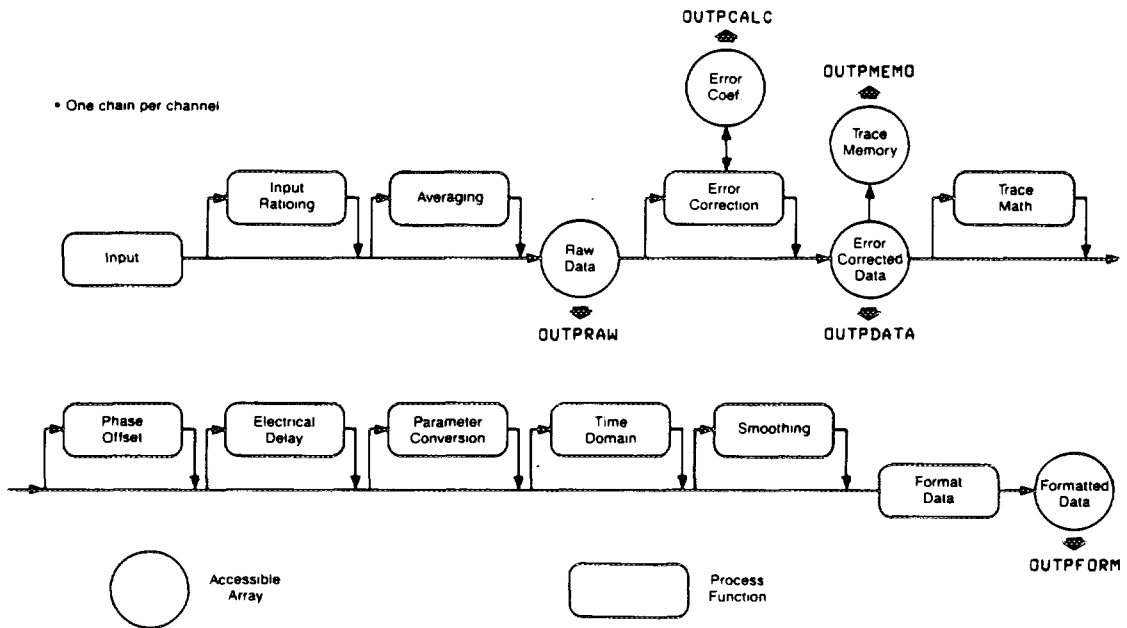 OUTPCALC
Error
Coef.
OUTPMEMO
• One chain per channel
Trace
Memory
Input
Ratioing
Averaging
Error
Correction
Trace
Math
Input
Raw
Data
Error
Corrected
Data
OUTPRAW
OUTPDATA
Phase
Offset
Electrical
Delay
Parameter
Conversion
Time
Domain
Smoothing
Format
Data
Formatted
Data
OUTPFORM
Accessible
Array
Process
Function